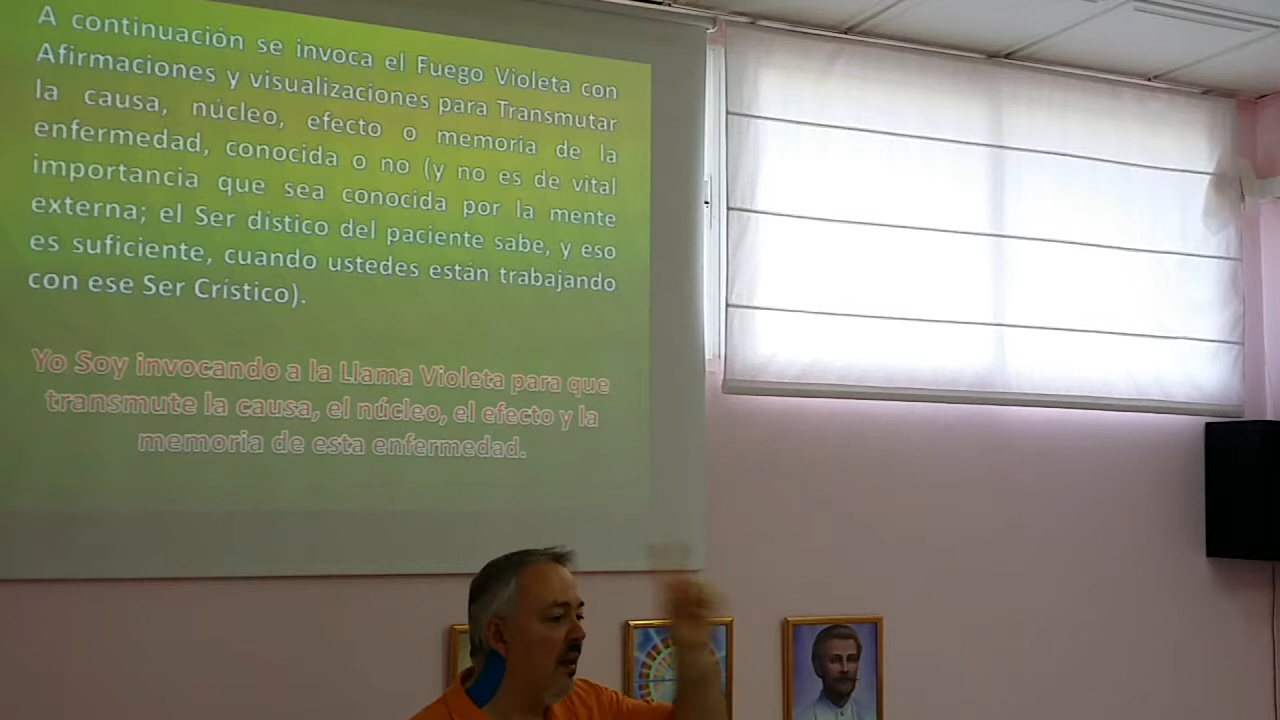 A continuación se invoca el Fuego Violeta con
Afirmaciones y visualizaciones para Transmutar
la causa, núcleo, efecto o memoria de la
enfermedad, conocida o no (y no es de vital
importancia que sea conocida por la mente
externa; el Ser dístico del paciente sabe, y eso
es suficiente, cuando ustedes están trabajando
con ese Ser Crístico).
Yo Soy invocando a la Llama Violeta para que
transmute la causa, el núcleo, el efecto y la
memoria de esta enfermedad.